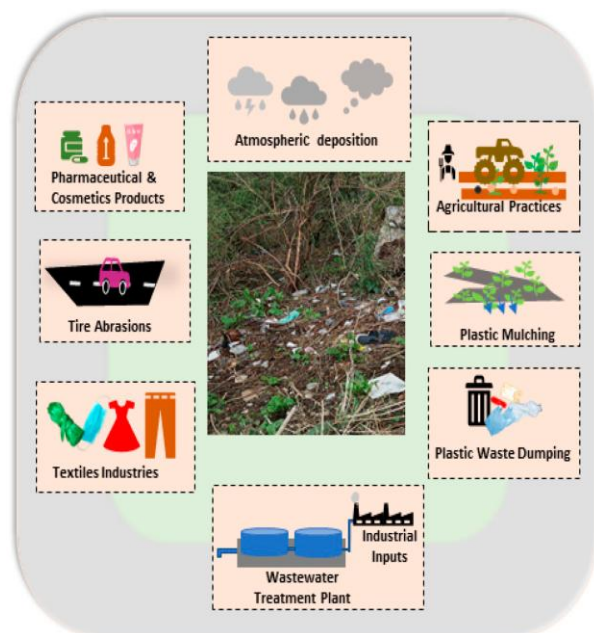 Atmospheric deposition
Pharmaceutical &
Cosmetics Products
Agricultural Practices
Tire Abrasions
Plastic Mulching
Textiles Industries
Plastic Waste Dumping
Industrial
Inputs
Wastewater
Treatment Plant